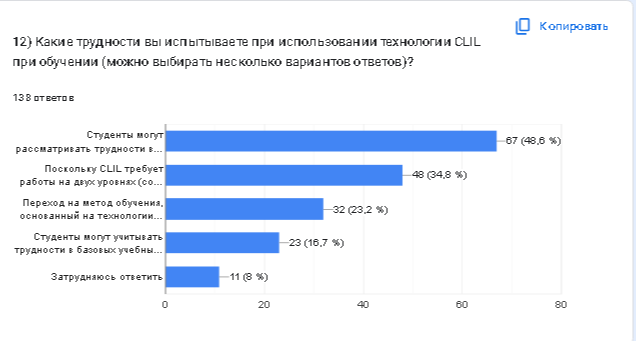 Копировать
12) Какие трудности вы испытываете при использовании технологии CLIL
при обучении (можно выбирать несколько вариантов ответов)?
138 ответов
Студенты могут
рассматривать трудности в...
67 (48,6 %)
Поскольку CLIL требует
работы на двух уровнях (со...
48 (34,8 %)
Переход на метод обучения,
основанный на технологии...
32 (23,2 %)
Студенты могут учитывать
трудности в базовых учебны...
23 (16,7 %)
Затрудняюсь ответить
11 (8 %)
0 20 40 60 80